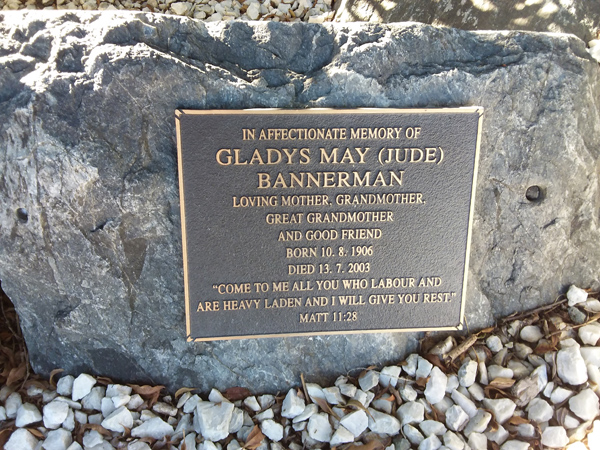 IN AFFECTIONATE MEMORY OF
GLADYS MAY (JUDE)
BANNERMAN
LOVING MOTHER, GRANDMOTHER,
GREAT GRANDMOTHER
AND GOOD FRIEND
BORN 10. 8. 1906
DIED 13. 7. 2003
“COME TO ME ALL YOU WHO LABOUR AND
ARE HEAVY LADEN AND I WILL GIVE YOU REST.”
MATT 11:28